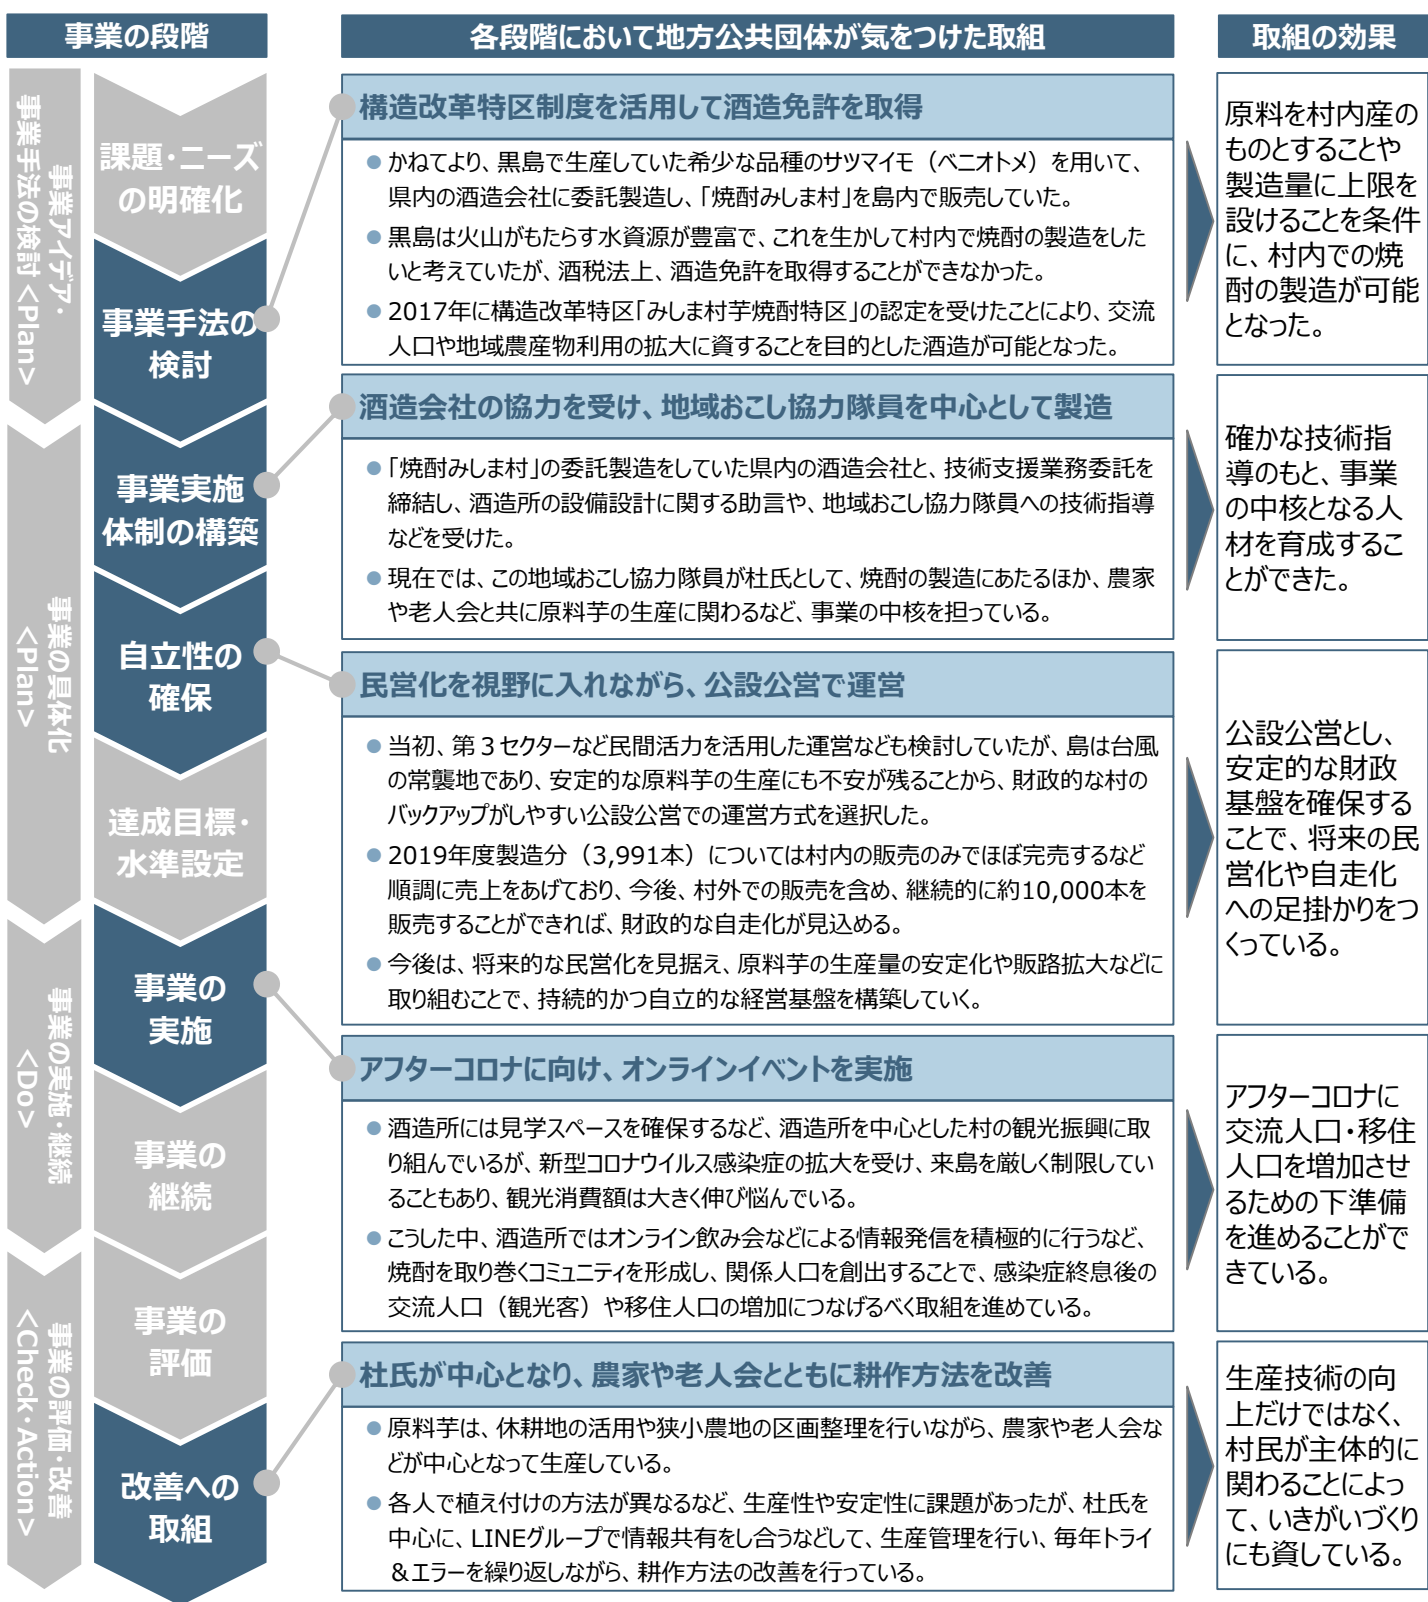 事業の段階
各段階において地方公共団体が気をつけた取組
取組の効果
事業アイデア・
事業手法の検討 <Plan>
事業の具体化
<Plan>
事業の実施・継続
<Do>
事業の評価・改善
<Check・Action>
課題・ニーズ
の明確化
事業手法の
検討
事業実施
体制の構築
自立性の
確保
達成目標・
水準設定
事業の
実施
事業の
継続
事業の
評価
改善への
取組
構造改革特区制度を活用して酒造免許を取得
●かねてより、黒島で生産していた希少な品種のサツマイモ（ベニオトメ）を用いて、
県内の酒造会社に委託製造し、「焼酎みしま村」を島内で販売していた。
●黒島は火山がもたらす水資源が豊富で、これを生かして村内で焼酎の製造をした
いと考えていたが、酒税法上、酒造免許を取得することができなかった。
●2017年に構造改革特区「みしま村芋焼酎特区」の認定を受けたことにより、交流
人口や地域農産物利用の拡大に資することを目的とした酒造が可能となった。
原料を村内産の
ものとすることや
製造量に上限を
設けることを条件
に、村内での焼
酎の製造が可能
となった。
酒造会社の協力を受け、地域おこし協力隊員を中心として製造
●「焼酎みしま村」の委託製造をしていた県内の酒造会社と、技術支援業務委託を
締結し、酒造所の設備設計に関する助言や、地域おこし協力隊員への技術指導
などを受けた。
●現在では、この地域おこし協力隊員が杜氏として、焼酎の製造にあたるほか、農家
や老人会と共に原料芋の生産に関わるなど、事業の中核を担っている。
確かな技術指
導のもと、事業
の中核となる人
材を育成するこ
とができた。
民営化を視野に入れながら、公設公営で運営
●当初、第３セクターなど民間活力を活用した運営なども検討していたが、島は台風
の常襲地であり、安定的な原料芋の生産にも不安が残ることから、財政的な村の
バックアップがしやすい公設公営での運営方式を選択した。
●2019年度製造分（3,991本）については村内の販売のみでほぼ完売するなど
順調に売上をあげており、今後、村外での販売を含め、継続的に約10,000本を
販売することができれば、財政的な自走化が見込める。
●今後は、将来的な民営化を見据え、原料芋の生産量の安定化や販路拡大などに
取り組むことで、持続的かつ自立的な経営基盤を構築していく。
公設公営とし、
安定的な財政
基盤を確保する
ことで、将来の民
営化や自走化
への足掛かりをつ
くっている。
アフターコロナに向け、オンラインイベントを実施
●酒造所には見学スペースを確保するなど、酒造所を中心とした村の観光振興に取
り組んでいるが、新型コロナウイルス感染症の拡大を受け、来島を厳しく制限してい
ることもあり、観光消費額は大きく伸び悩んでいる。
●こうした中、酒造所ではオンライン飲み会などによる情報発信を積極的に行うなど、
焼酎を取り巻くコミュニティを形成し、関係人口を創出することで、感染症終息後の
交流人口（観光客）や移住人口の増加につなげるべく取組を進めている。
アフターコロナに
交流人口・移住
人口を増加させ
るための下準備
を進めることがで
きている。
杜氏が中心となり、農家や老人会とともに耕作方法を改善
●原料芋は、休耕地の活用や狭小農地の区画整理を行いながら、農家や老人会な
どが中心となって生産している。
●各人で植え付けの方法が異なるなど、生産性や安定性に課題があったが、杜氏を
中心に、LINEグループで情報共有をし合うなどして、生産管理を行い、毎年トライ
＆エラーを繰り返しながら、耕作方法の改善を行っている。
生産技術の向
上だけではなく、
村民が主体的に
関わることによっ
て、いきがいづくり
にも資している。